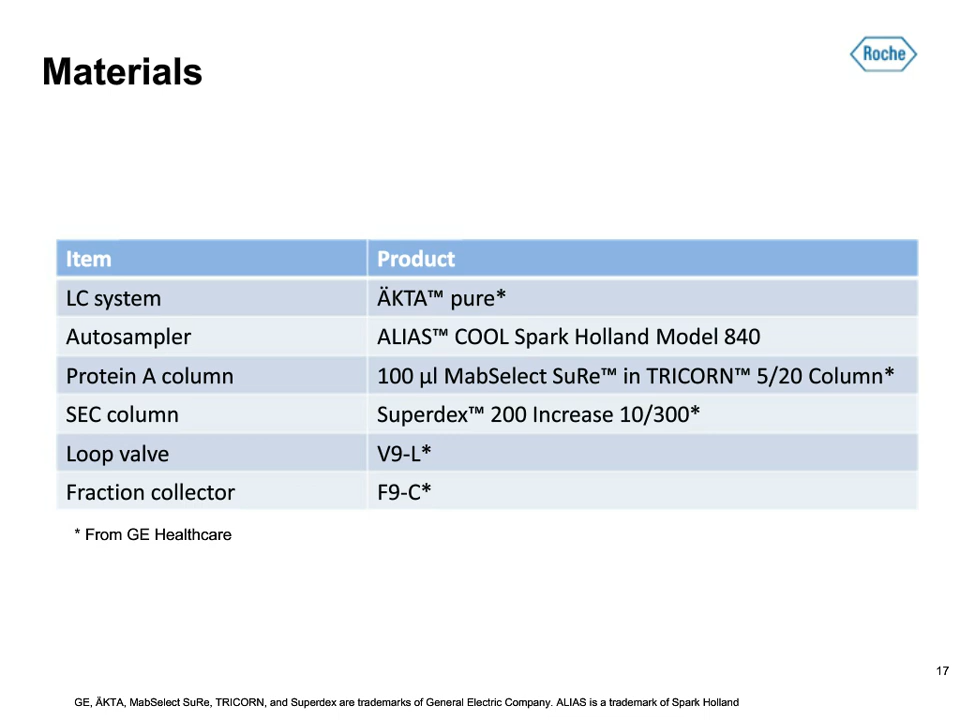 Roche
Materials
Item Product
LC system ÄKTA™ pure*
Autosampler ALIAS™ COOL Spark Holland Model 840
Protein A column 100 µl MabSelect SuRe™ in TRICORN™ 5/20 Column*
SEC column Superdex™ 200 Increase 10/300*
Loop valve V9-L*
Fraction collector F9-C*
* From GE Healthcare
17
GE, ÄKTA, MabSelect SuRe, TRICORN, and Superdex are trademarks of General Electric Company. ALIAS is a trademark of Spark Holland